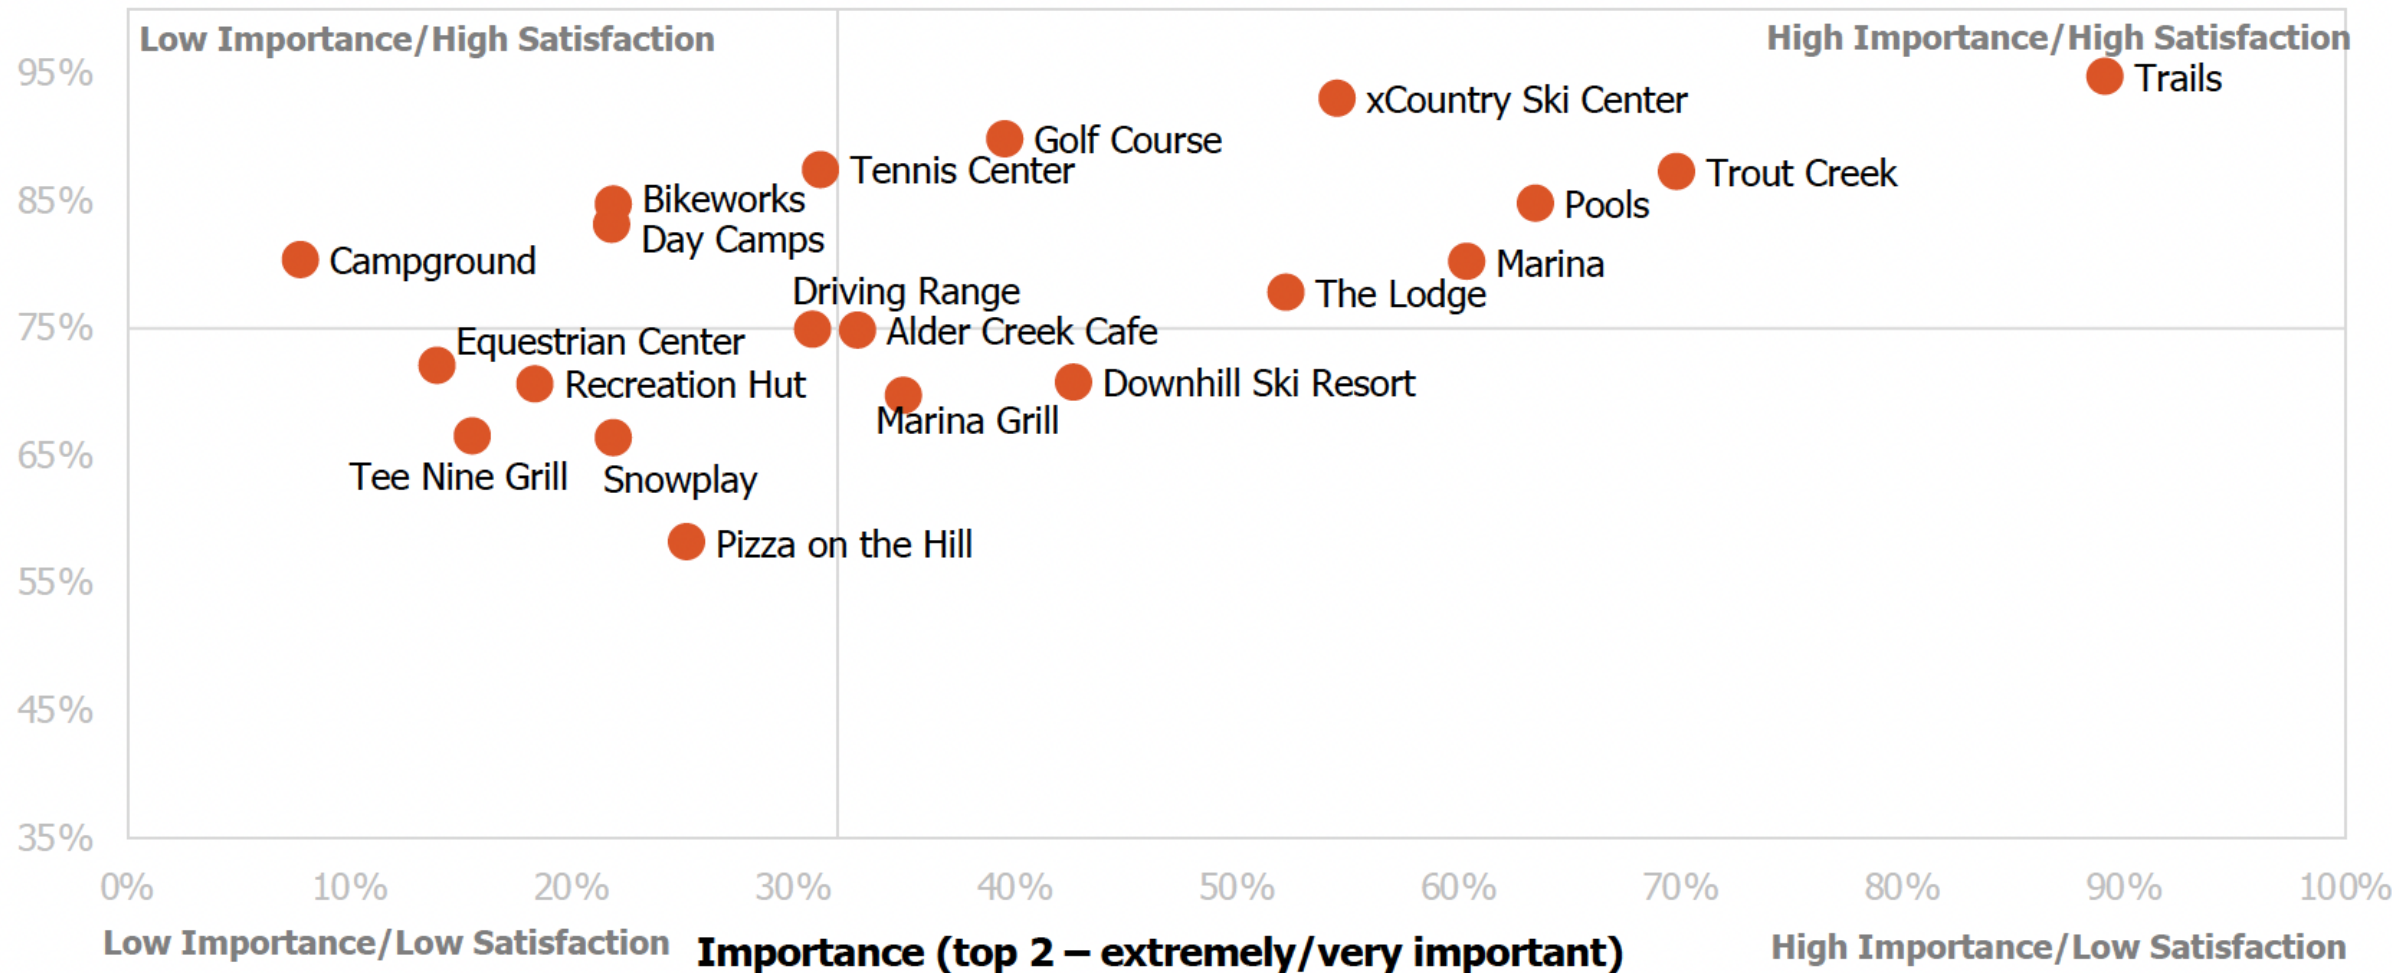 Low Importance/High Satisfaction
High Importance/High Satisfaction
95%
Trails
xCountry Ski Center
Golf Course
Tennis Center
Trout Creek
85%
Bikeworks
Pools
Day Camps
Campground
Marina
Driving Range
The Lodge
75%
Alder Creek Cafe
Equestrian Center
Recreation Hut
Downhill Ski Resort
Marina Grill
65%
Tee Nine Grill
Snowplay
Pizza on the Hill
55%
45%
35%
0% 10% 20% 30% 40% 50% 60% 70% 80% 90% 100%
Low Importance/Low Satisfaction
Importance (top 2 – extremely/very important)
High Importance/Low Satisfaction